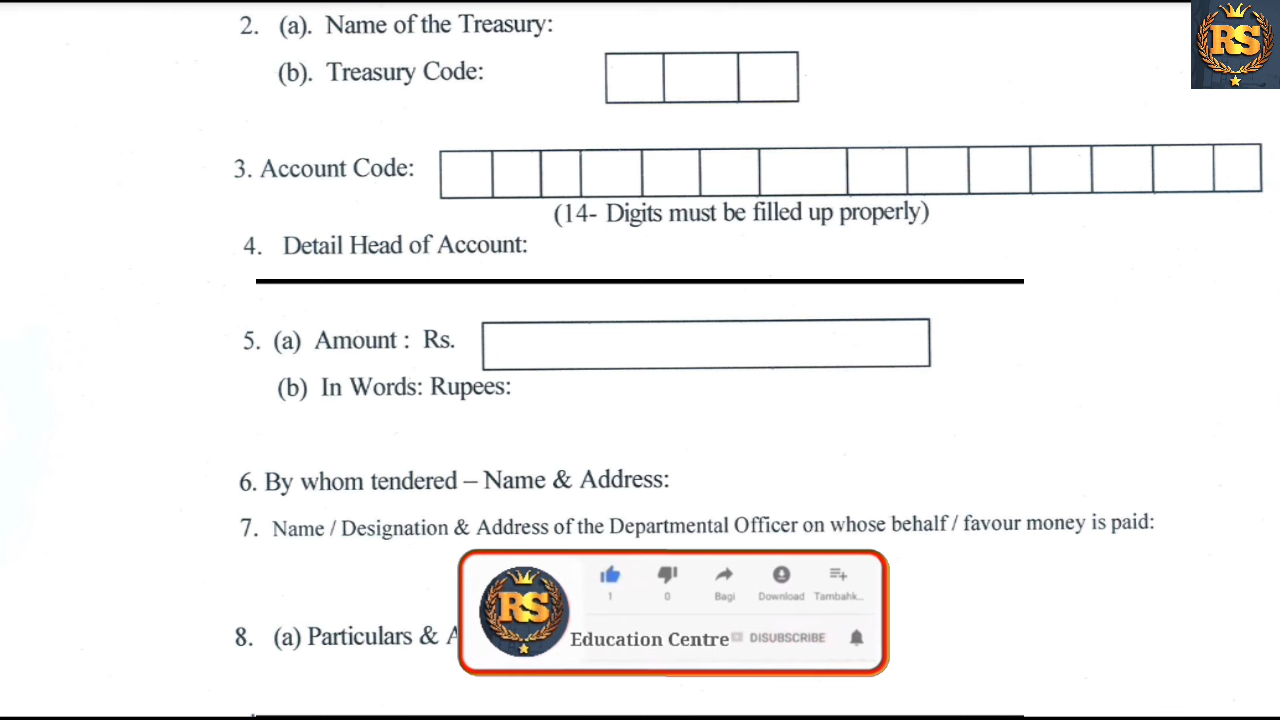 RS
2. (a). Name of the Treasury:
(b). Treasury Code:
3. Account Code:
(14- Digits must be filled up properly)
4. Detail Head of Account:
5. (a) Amount : Rs.
(b) In Words: Rupees:
6. By whom tendered – Name & Address:
7. Name / Designation & Address of the Departmental Officer on whose behalf / favour money is paid:
8. (a) Particulars &
RS
1 0 Bagi Download Tambahk...
Education Centre DISUBSCRIBE